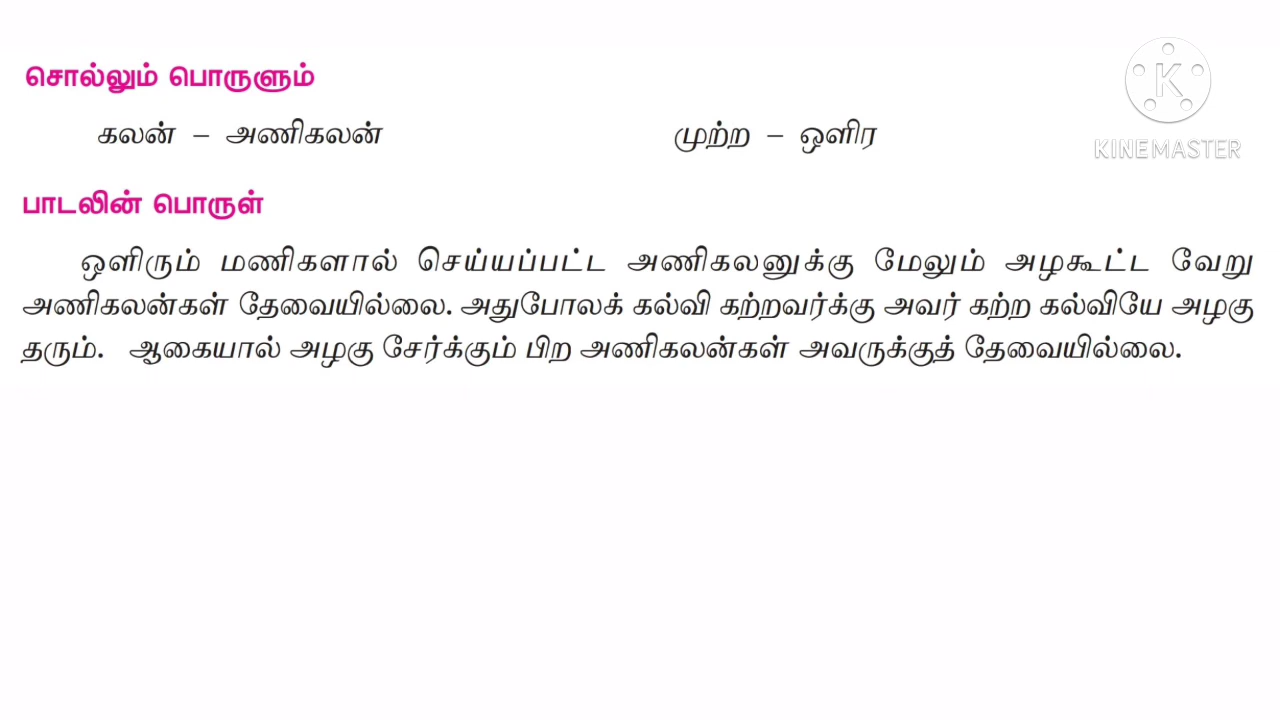 சொல்லும் பொருளும்
கலன் – அணிகலன் முற்ற – ஒளிர
K
KINEMASTER
பாடலின் பொருள்
ஒளிரும் மணிகளால் செய்யப்பட்ட அணிகலனுக்கு மேலும் அழகூட்ட வேறு
அணிகலன்கள் தேவையில்லை. அதுபோலக் கல்வி கற்றவர்க்கு அவர் கற்ற கல்வியே அழகு
தரும். ஆகையால் அழகு சேர்க்கும் பிற அணிகலன்கள் அவருக்குத் தேவையில்லை.